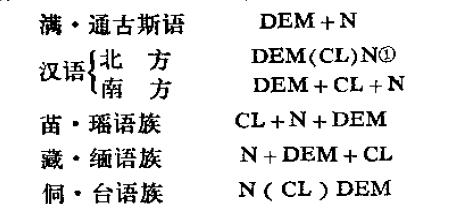 满·通古斯语 DEM+N
汉语{北 方 DEM(CL)N①
南 方 DEM+CL+N
苗·瑶语族 CL+N+DEM
藏·缅语族 N+DEM+CL
侗·台语族 N(CL)DEM